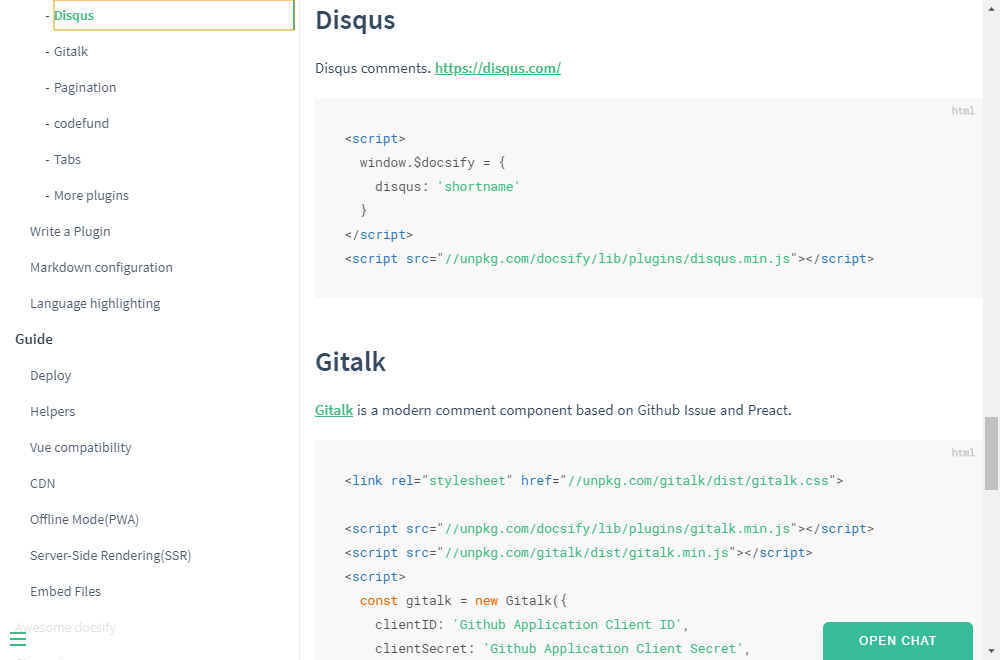 - Disqus
- Gitalk
- Pagination
- codefund
- Tabs
- More plugins
Write a Plugin
Markdown configuration
Language highlighting
Guide
Deploy
Helpers
Vue compatibility
CDN
Offline Mode(PWA)
Server-Side Rendering(SSR)
Embed Files
Awesome docsify
Disqus
Disqus comments. https://disqus.com/
html
<script>
  window.$docsify = {
    disqus: 'shortname'
  }
</script>
<script src="//unpkg.com/docsify/lib/plugins/disqus.min.js"></script>
Gitalk
Gitalk is a modern comment component based on Github Issue and Preact.
html
<link rel="stylesheet" href="//unpkg.com/gitalk/dist/gitalk.css">
<script src="//unpkg.com/docsify/lib/plugins/gitalk.min.js"></script>
<script src="//unpkg.com/gitalk/dist/gitalk.min.js"></script>
<script>
  const gitalk = new Gitalk({
    clientID: 'Github Application Client ID',
    clientSecret: 'Github Application Client Secret',
OPEN CHAT